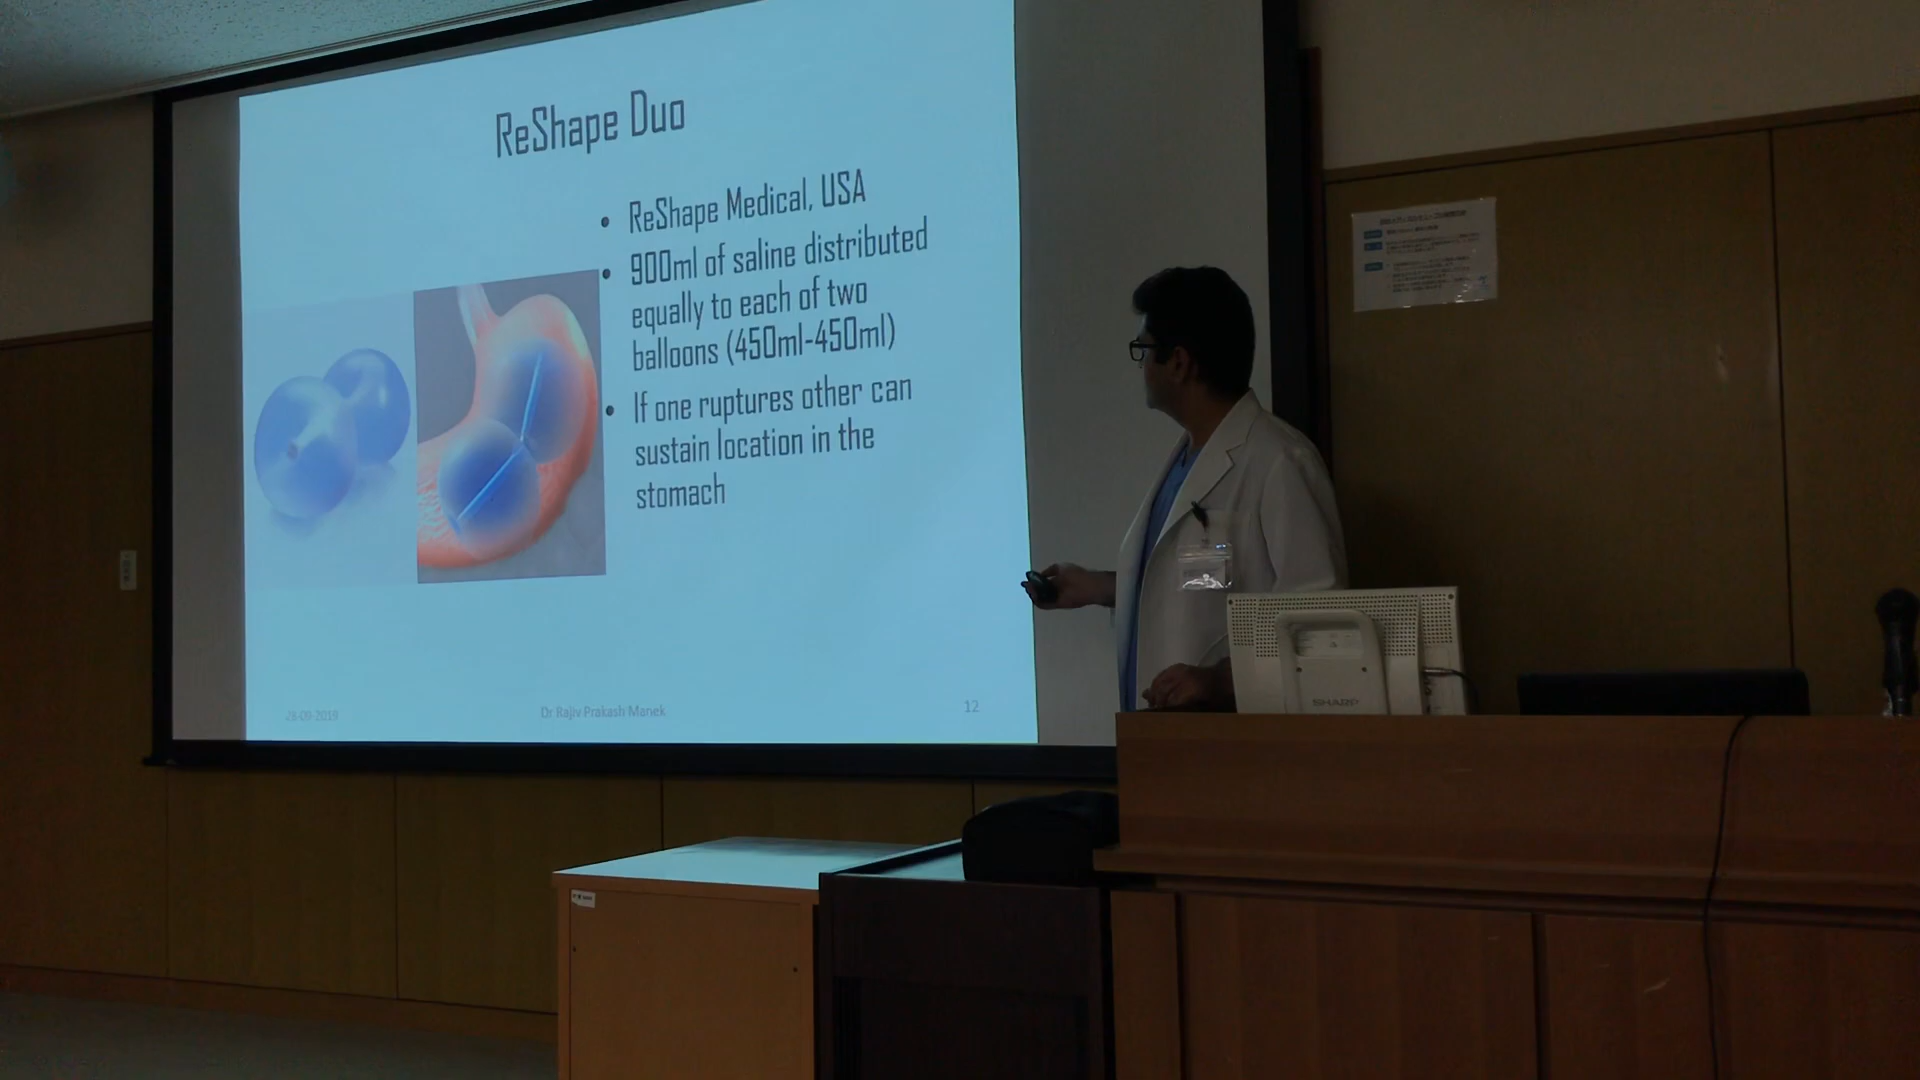 ReShape Duo
• ReShape Medical, USA
• 900ml of saline distributed
equally to each of two
balloons (450ml-450ml)
• If one ruptures other can
sustain location in the
stomach
26-09-2019
Dr Rajiv Prakash Manek
12
SHARP